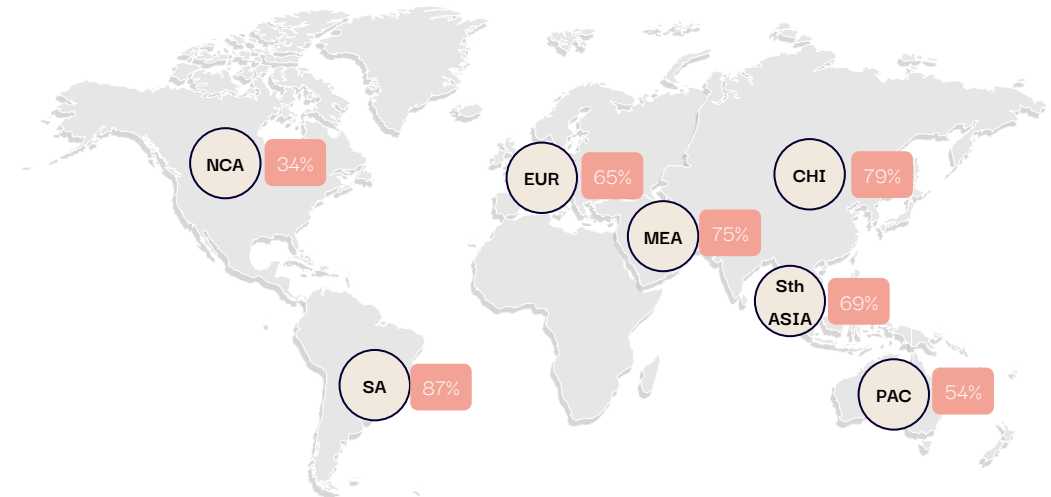 NCA
34%
EUR
65%
CHI
79%
MEA
75%
Sth
ASIA
69%
SA
87%
PAC
54%